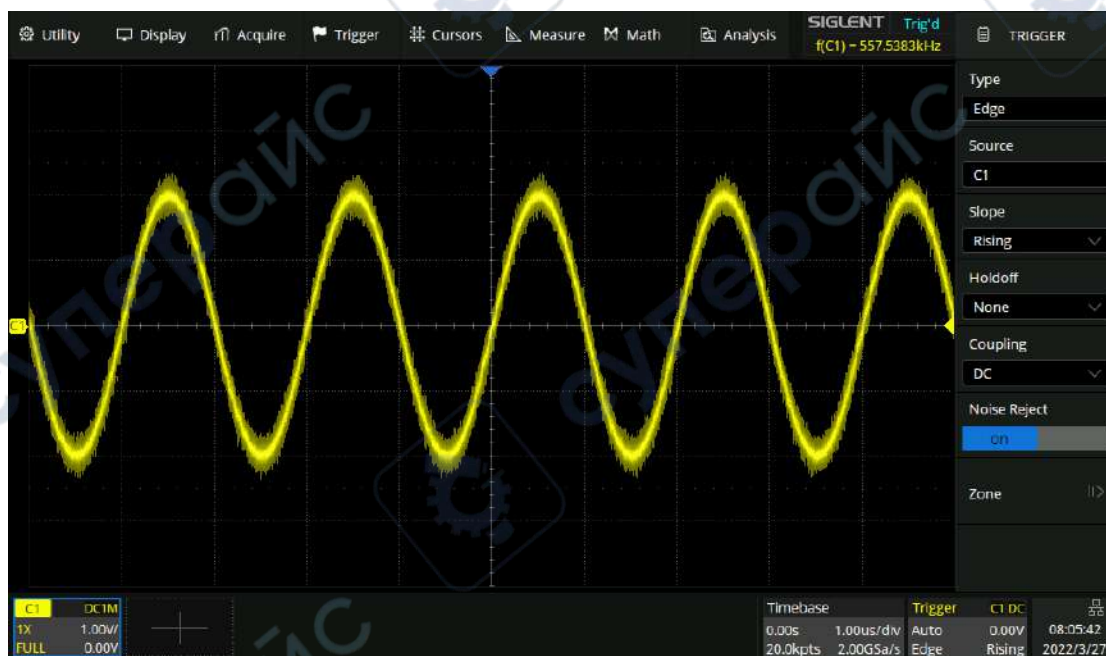 Utility Display Acquire Trigger Cursors Measure Math Analysis
SIGLENT Trig'd
f(C1) = 557.5383kHz
TRIGGER
Type
Edge
Source
C1
Slope
Rising
Holdoff
None
Coupling
DC
Noise Reject
on
Zone
C1
C1 DC1M
1X 1.00V/
FULL 0.00V
Timebase
0.00s 1.00us/div
20.0kpts 2.00GSa/s
Trigger C1 DC
Auto 0.00V
Edge Rising
08:05:42
2022/3/27
суперайс
суперайс